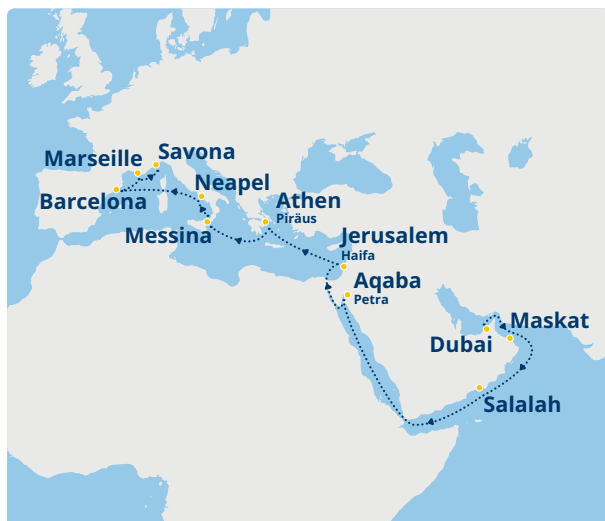 Savona
Marseille
Neapel
Barcelona
Athen
Piräus
Messina
Jerusalem
Haifa
Aqaba
Petra
Maskat
Dubai
Salalah